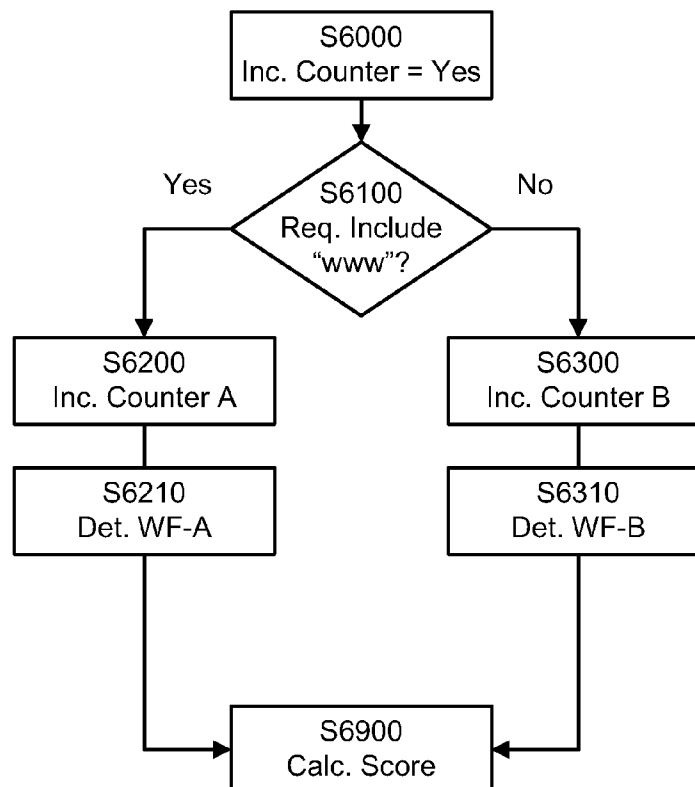 S6000
Inc. Counter = Yes
Yes
No
S6100
Req. Include
“www”?
S6200
Inc. Counter A
S6300
Inc. Counter B
S6210
Det. WF-A
S6310
Det. WF-B
S6900
Calc. Score